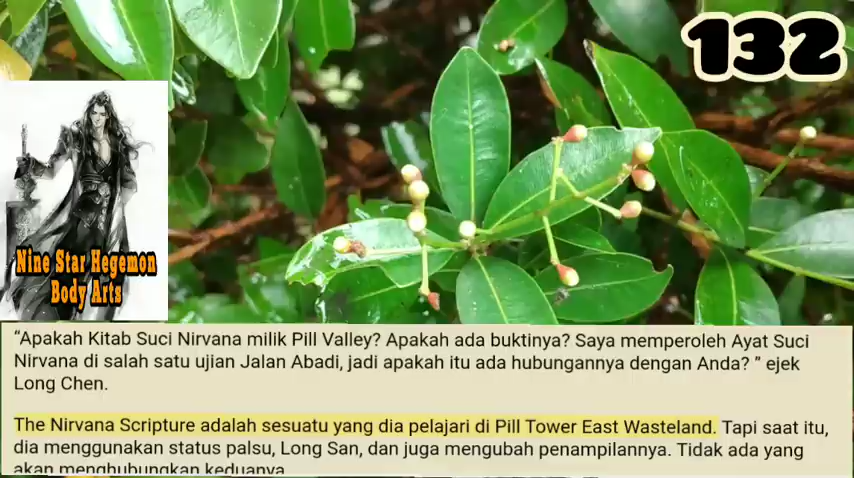 132
Nine Star Hegemon
Body Arts
“Apakah Kitab Suci Nirvana milik Pill Valley? Apakah ada buktinya? Saya memperoleh Ayat Suci
Nirvana di salah satu ujian Jalan Abadi, jadi apakah itu ada hubungannya dengan Anda? ” ejek
Long Chen.
The Nirvana Scripture adalah sesuatu yang dia pelajari di Pill Tower East Wasteland. Tapi saat itu,
dia menggunakan status palsu, Long San, dan juga mengubah penampilannya. Tidak ada yang
akan menghubungkan keduanya.